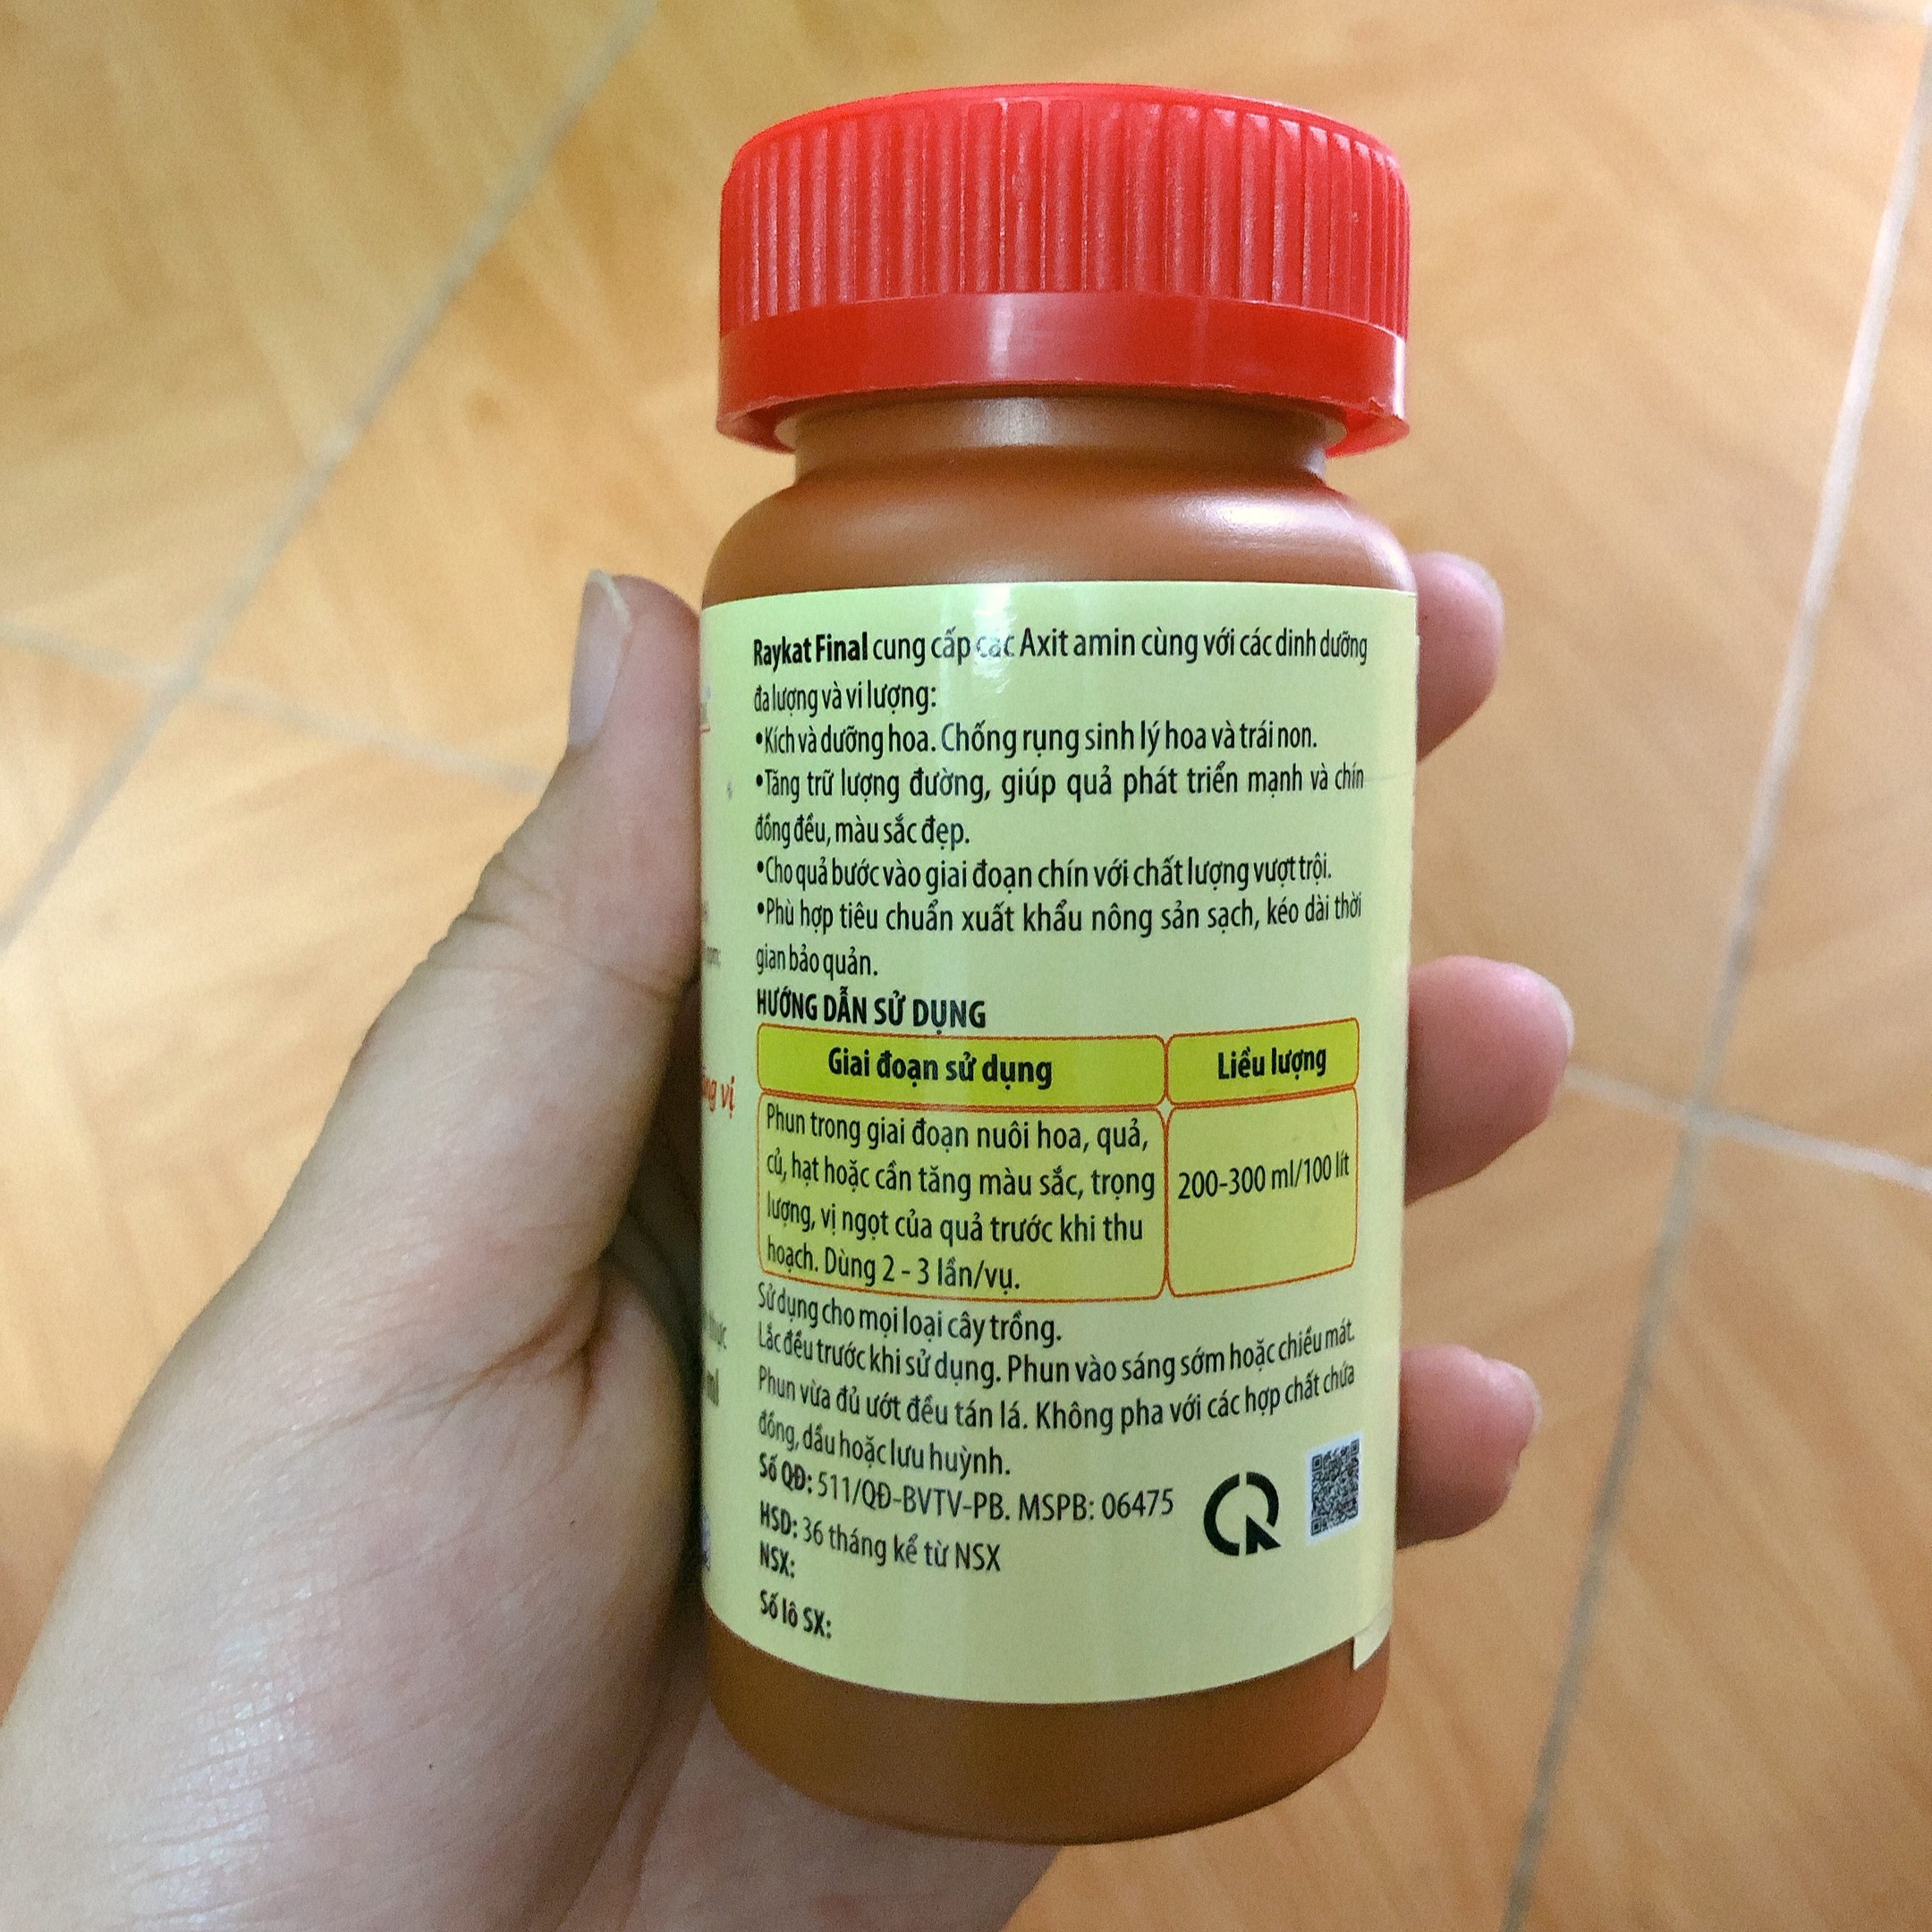 Raykat Final cung cấp các Axit amin cùng với các dinh dưỡng
đa lượng và vi lượng:
•Kích và dưỡng hoa. Chống rụng sinh lý hoa và trái non.
•Tăng trữ lượng đường, giúp quả phát triển mạnh và chín
đồng đều, màu sắc đẹp.
•Cho quả bước vào giai đoạn chín với chất lượng vượt trội.
•Phù hợp tiêu chuẩn xuất khẩu nông sản sạch, kéo dài thời
gian bảo quản.
HƯỚNG DẪN SỬ DỤNG
Giai đoạn sử dụng
Liều lượng
Phun trong giai đoạn nuôi hoa, quả,
củ, hạt hoặc cần tăng màu sắc, trọng
lượng, vị ngọt của quả trước khi thu
hoạch. Dùng 2 - 3 lần/vụ.
200-300 ml/100 lít
Sử dụng cho mọi loại cây trồng.
Lắc đều trước khi sử dụng. Phun vào sáng sớm hoặc chiều mát.
Phun vừa đủ ướt đều tán lá. Không pha với các hợp chất chứa
đồng, dầu hoặc lưu huỳnh.
Số QĐ: 511/QĐ-BVTV-PB. MSPB: 06475
HSD: 36 tháng kể từ NSX
NSX:
Số lô SX:
vị
ml